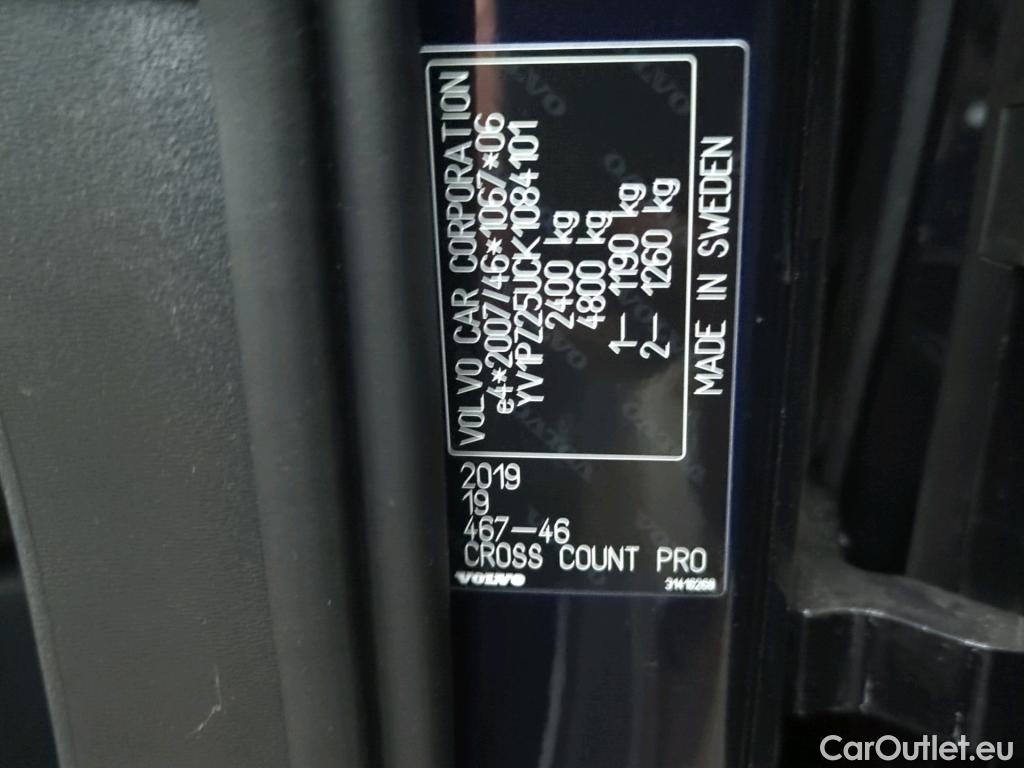 VOLVO CAR CORPORATION
e4*2007/46*1067*06
YV1PZ25UCK1084101
2400 kg
4800 kg
1— 1190 kg
2— 1260 kg
MADE IN SWEDEN
2019
19
467-46
CROSS COUNT PRO
VOLVO
31416268
CarOutlet.eu